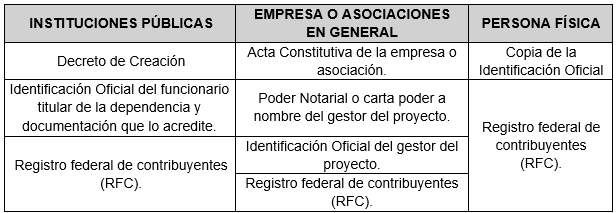 INSTITUCIONES PÚBLICAS
EMPRESA O ASOCIACIONES
EN GENERAL
PERSONA FÍSICA
Decreto de Creación
Acta Constitutiva de la empresa o
asociación.
Copia de la
Identificación Oficial
Identificación Oficial del funcionario
titular de la dependencia y
documentación que lo acredite.
Poder Notarial o carta poder a
nombre del gestor del proyecto.
Registro federal de
contribuyentes
(RFC).
Registro federal de contribuyentes
(RFC).
Identificación Oficial del gestor del
proyecto.
Registro federal de contribuyentes
(RFC).